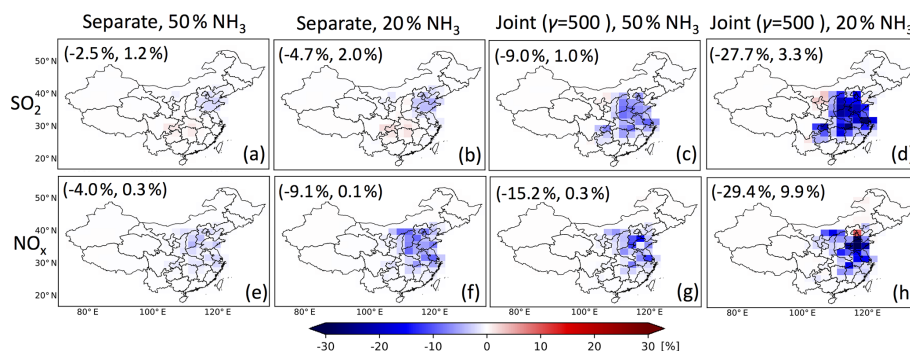 Separate, 50% NH₃ Separate, 20% NH₃ Joint (γ=500 ), 50% NH₃ Joint (γ=500 ), 20% NH₃
50°N (-2.5%, 1.2%) (-4.7%, 2.0%) (-9.0%, 1.0%) (-27.7%, 3.3%)
40°N
SO₂
30°N
20°N (a) (b) (c) (d)
50°N (-4.0%, 0.3%) (-9.1%, 0.1%) (-15.2%, 0.3%) (-29.4%, 9.9%)
40°N
NOₓ
30°N
20°N (e) (f) (g) (h)
80°E 100°E 120°E 80°E 100°E 120°E 80°E 100°E 120°E 80°E 100°E 120°E
-30 -20 -10 0 10 20 30 [%]